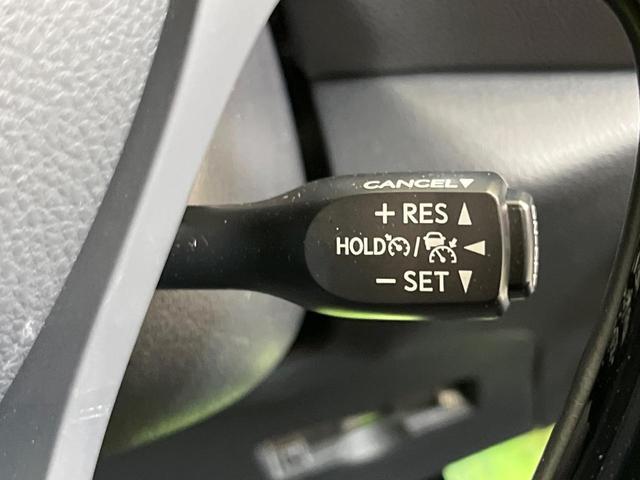 CANCEL▼
+ RES ▲
HOLD / ◀
− SET ▼